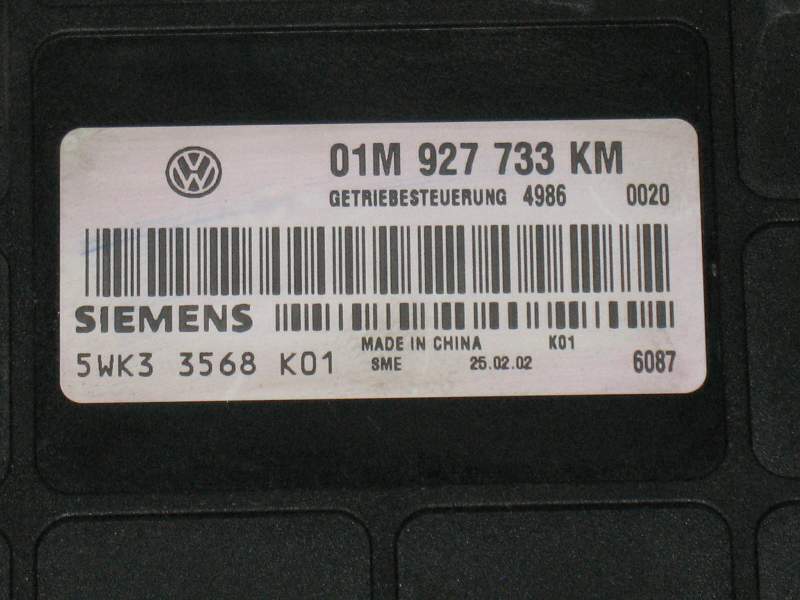 01M 927 733 KM
GETRIEBESTEUERUNG 4986 0020
SIEMENS
MADE IN CHINA K01
5WK3 3568 K01 SME 25.02.02 6087